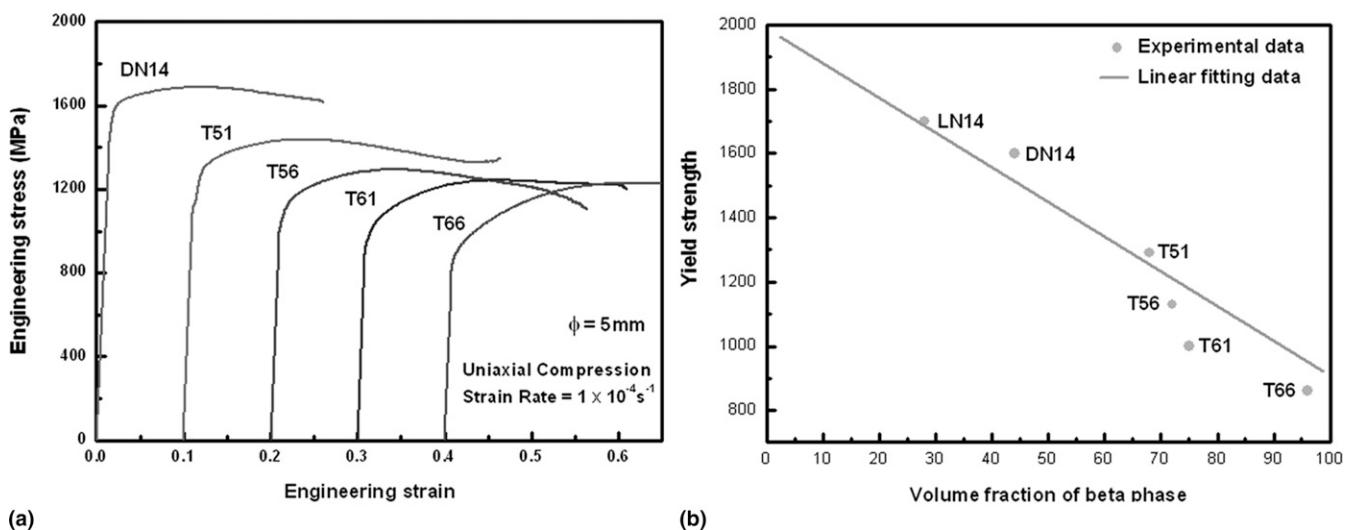 2000
1600
1200
800
400
0
Engineering stress (MPa)
DN14
T51
T56
T61
T66
ϕ = 5mm
Uniaxial Compression
Strain Rate = 1 × 10⁻⁴s⁻¹
0.0 0.1 0.2 0.3 0.4 0.5 0.6
Engineering strain
(a)
2000
1800
1600
1400
1200
1000
800
Yield strength
Experimental data
Linear fitting data
LN14
DN14
T51
T56
T61
T66
0 10 20 30 40 50 60 70 80 90 100
Volume fraction of beta phase
(b)